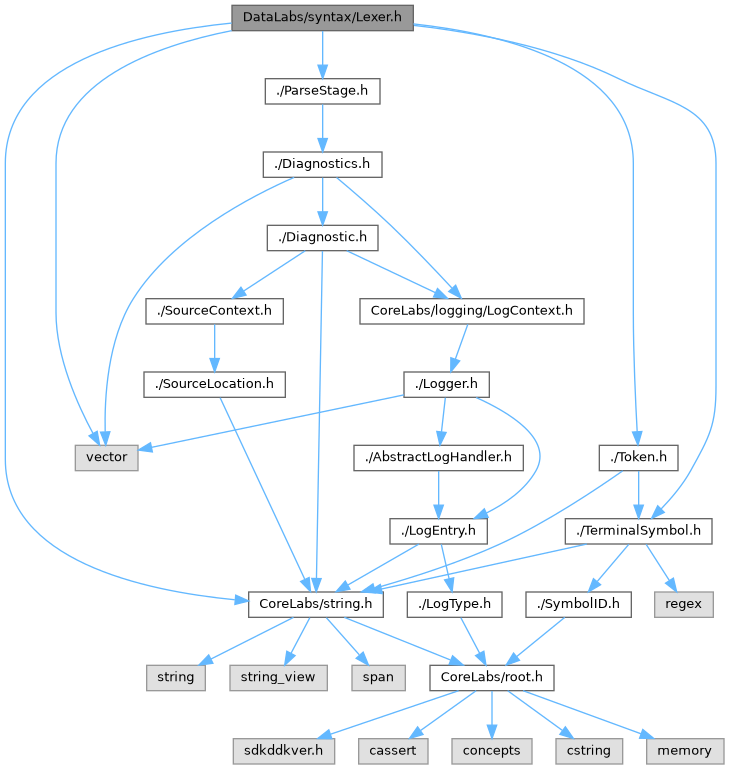 DataLabs/syntax/Lexer.h
./ParseStage.h
./Diagnostics.h
./Diagnostic.h
./SourceContext.h
CoreLabs/logging/LogContext.h
./SourceLocation.h
./Logger.h
vector
./AbstractLogHandler.h
./Token.h
./LogEntry.h
./TerminalSymbol.h
CoreLabs/string.h
./LogType.h
./SymbolID.h
regex
string
string_view
span
CoreLabs/root.h
sdkddkver.h
cassert
concepts
cstring
memory